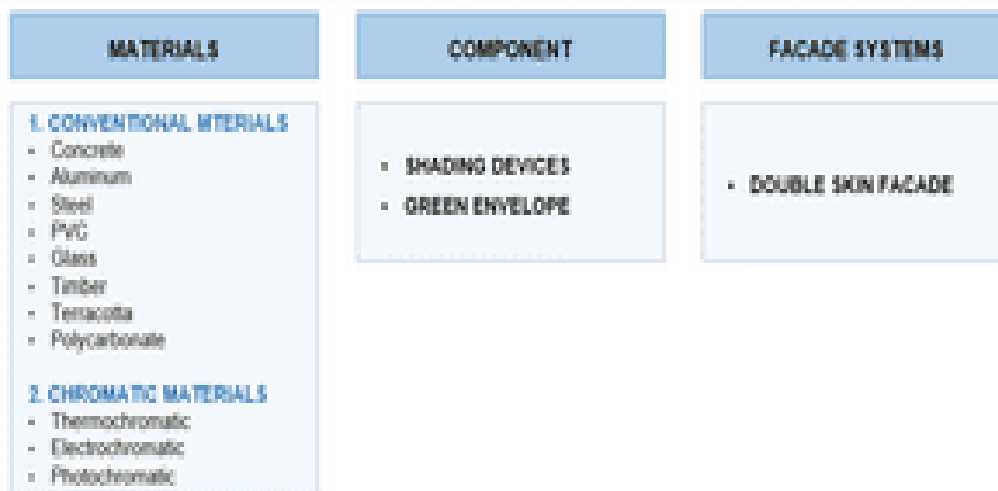 MATERIALS
1. CONVENTIONAL MTERIALS
• Concrete
• Aluminum
• Steel
• PVC
• Glass
• Timber
• Terracotta
• Polycarbonate
2. CHROMATIC MATERIALS
• Thermochromatic
• Electrochromatic
• Photochromatic
COMPONENT
• SHADING DEVICES
• GREEN ENVELOPE
FACADE SYSTEMS
• DOUBLE SKIN FACADE